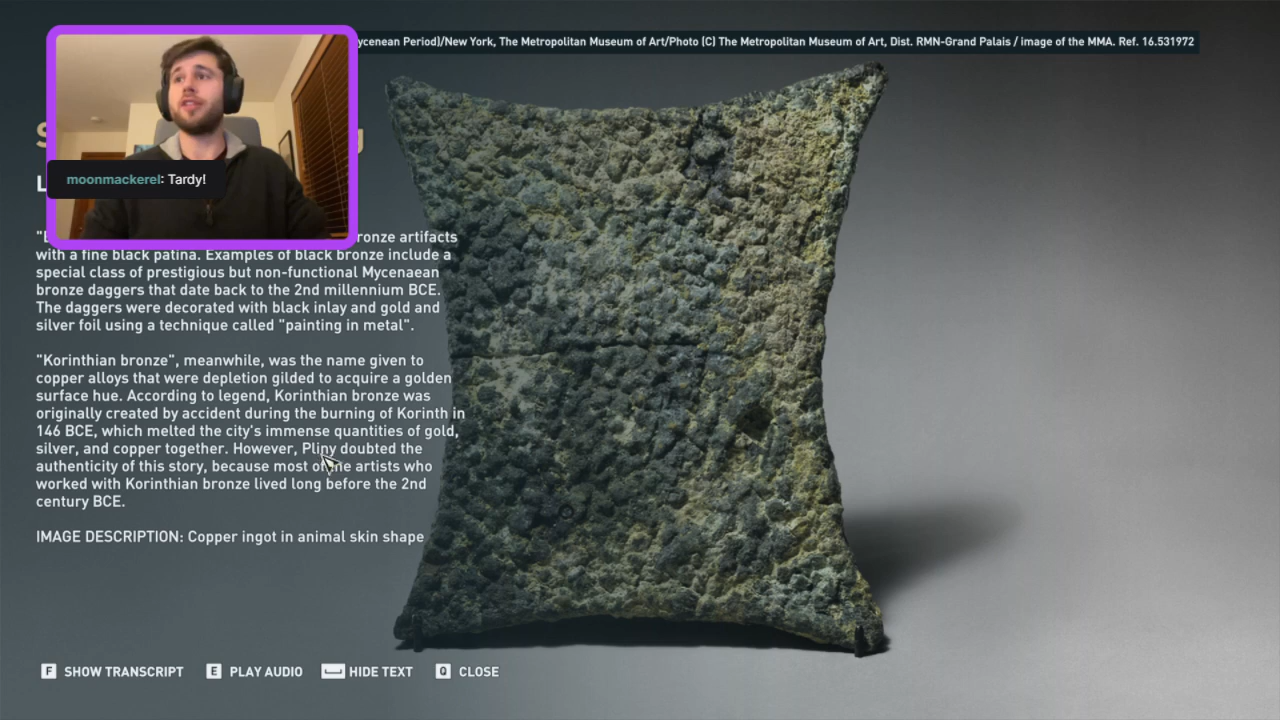 ycenean Period)/New York, The Metropolitan Museum of Art/Photo (C) The Metropolitan Museum of Art, Dist. RMN-Grand Palais / image of the MMA. Ref. 16.531972
moonmackerel: Tardy!
ronze artifacts
with a fine black patina. Examples of black bronze include a
special class of prestigious but non-functional Mycenaean
bronze daggers that date back to the 2nd millennium BCE.
The daggers were decorated with black inlay and gold and
silver foil using a technique called "painting in metal".
"Korinthian bronze", meanwhile, was the name given to
copper alloys that were depletion gilded to acquire a golden
surface hue. According to legend, Korinthian bronze was
originally created by accident during the burning of Korinth in
146 BCE, which melted the city's immense quantities of gold,
silver, and copper together. However, Pliny doubted the
authenticity of this story, because most of the artists who
worked with Korinthian bronze lived long before the 2nd
century BCE.
IMAGE DESCRIPTION: Copper ingot in animal skin shape
F SHOW TRANSCRIPT E PLAY AUDIO HIDE TEXT Q CLOSE